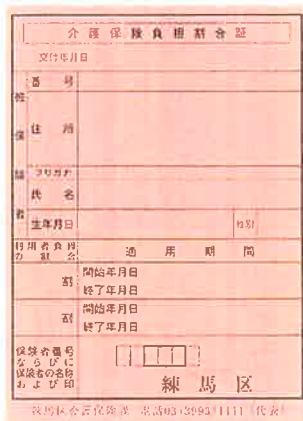 介護保険負担割合証
交付年月日
被保険者
番号
住所
フリガナ
氏名
生年月日
性別
利用者負担の割合
適用期間
割
開始年月日
終了年月日
割
開始年月日
終了年月日
保険者番号
ならびに
保険者の名称
および印
練馬区
練馬区介護保険課 電話03(3993)1111(代表)